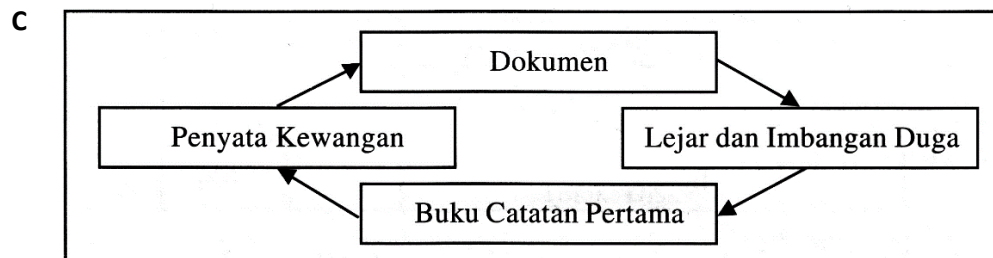 C
Dokumen
Penyata Kewangan
Lejar dan Imbangan Duga
Buku Catatan Pertama